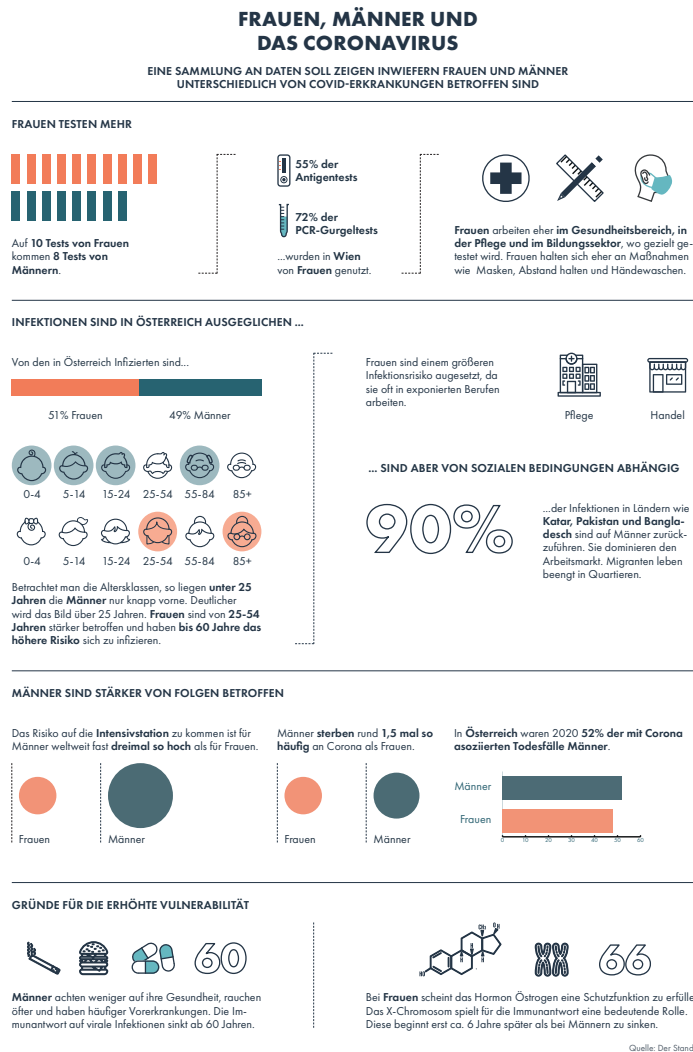 FRAUEN, MÄNNER UND
DAS CORONAVIRUS
EINE SAMMLUNG AN DATEN SOLL ZEIGEN INWIEFERN FRAUEN UND MÄNNER
UNTERSCHIEDLICH VON COVID-ERKRANKUNGEN BETROFFEN SIND
FRAUEN TESTEN MEHR
Auf 10 Tests von Frauen
kommen 8 Tests von
Männern.
55% der
Antigentests
72% der
PCR-Gurgeltests
...wurden in Wien
von Frauen genutzt.
Frauen arbeiten eher im Gesundheitsbereich, in
der Pflege und im Bildungssektor, wo gezielt ge-
testet wird. Frauen halten sich eher an Maßnahmen
wie Masken, Abstand halten und Händewaschen.
INFEKTIONEN SIND IN ÖSTERREICH AUSGEGLICHEN ...
Von den in Österreich Infizierten sind...
51% Frauen 49% Männer
0-4 5-14 15-24 25-54 55-84 85+
0-4 5-14 15-24 25-54 55-84 85+
Betrachtet man die Altersklassen, so liegen unter 25
Jahren die Männer nur knapp vorne. Deutlicher
wird das Bild über 25 Jahren. Frauen sind von 25-54
Jahren stärker betroffen und haben bis 60 Jahre das
höhere Risiko sich zu infizieren.
Frauen sind einem größeren
Infektionsrisiko augesetzt, da
sie oft in exponierten Berufen
arbeiten.
Pflege Handel
... SIND ABER VON SOZIALEN BEDINGUNGEN ABHÄNGIG
90%
...der Infektionen in Ländern wie
Katar, Pakistan und Bangla-
desch sind auf Männer zurück-
zuführen. Sie dominieren den
Arbeitsmarkt. Migranten leben
beengt in Quartieren.
MÄNNER SIND STÄRKER VON FOLGEN BETROFFEN
Das Risiko auf die Intensivstation zu kommen ist für
Männer weltweit fast dreimal so hoch als für Frauen.
Frauen Männer
Männer sterben rund 1,5 mal so
häufig an Corona als Frauen.
Frauen Männer
In Österreich waren 2020 52% der mit Corona
asoziierten Todesfälle Männer.
Männer
Frauen
0 10 20 30 40 50 60
GRÜNDE FÜR DIE ERHÖHTE VULNERABILITÄT
60
Männer achten weniger auf ihre Gesundheit, rauchen
öfter und haben häufiger Vorerkrankungen. Die Im-
munantwort auf virale Infektionen sinkt ab 60 Jahren.
HO CH₃ OH
66
Bei Frauen scheint das Hormon Östrogen eine Schutzfunktion zu erfülle
Das X-Chromosom spielt für die Immunantwort eine bedeutende Rolle.
Diese beginnt erst ca. 6 Jahre später als bei Männern zu sinken.
Quelle: Der Stand